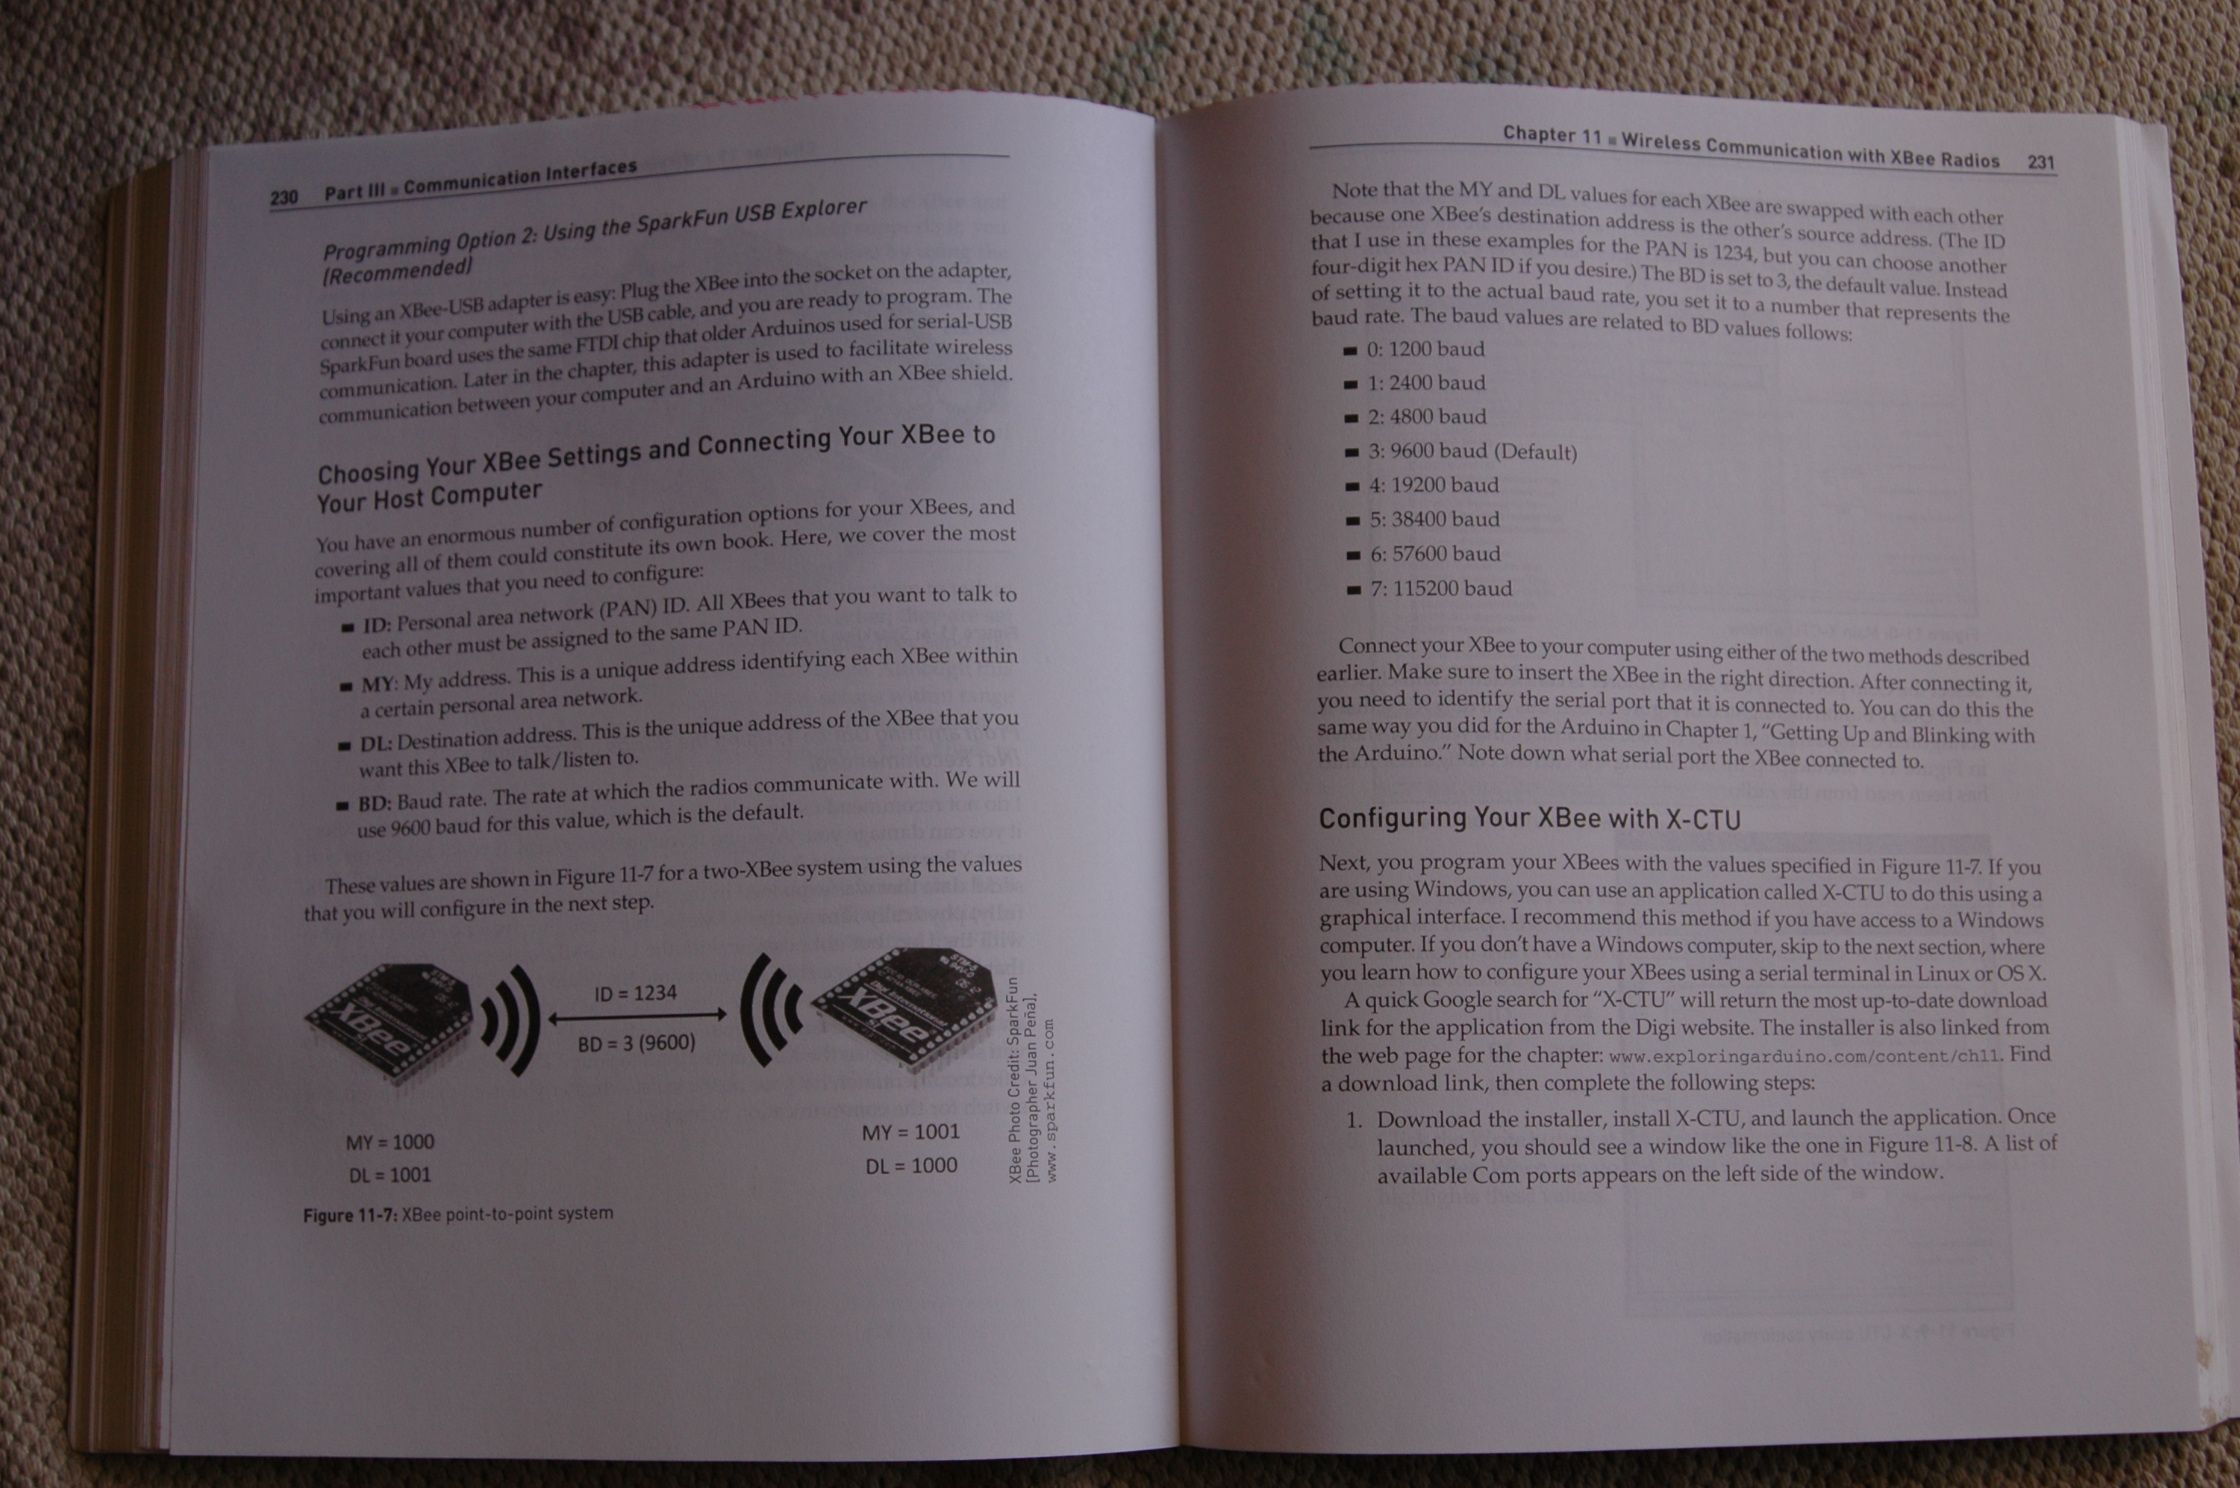 230 Part III ■ Communication Interfaces
Programming Option 2: Using the SparkFun USB Explorer
(Recommended)
Using an XBee-USB adapter is easy: Plug the XBee into the socket on the adapter,
connect it your computer with the USB cable, and you are ready to program. The
SparkFun board uses the same FTDI chip that older Arduinos used for serial-USB
communication. Later in the chapter, this adapter is used to facilitate wireless
communication between your computer and an Arduino with an XBee shield.
Choosing Your XBee Settings and Connecting Your XBee to
Your Host Computer
You have an enormous number of configuration options for your XBees, and
covering all of them could constitute its own book. Here, we cover the most
important values that you need to configure:
■ ID: Personal area network (PAN) ID. All XBees that you want to talk to
each other must be assigned to the same PAN ID.
■ MY: My address. This is a unique address identifying each XBee within
a certain personal area network.
■ DL: Destination address. This is the unique address of the XBee that you
want this XBee to talk/listen to.
■ BD: Baud rate. The rate at which the radios communicate with. We will
use 9600 baud for this value, which is the default.
These values are shown in Figure 11-7 for a two-XBee system using the values
that you will configure in the next step.
XBee
ID = 1234
BD = 3 (9600)
XBee
XBee Photo Credit: SparkFun
[Photographer Juan Peña],
www.sparkfun.com
MY = 1000
DL = 1001
MY = 1001
DL = 1000
Figure 11-7: XBee point-to-point system
Chapter 11 ■ Wireless Communication with XBee Radios 231
Note that the MY and DL values for each XBee are swapped with each other
because one XBee's destination address is the other's source address. (The ID
that I use in these examples for the PAN is 1234, but you can choose another
four-digit hex PAN ID if you desire.) The BD is set to 3, the default value. Instead
of setting it to the actual baud rate, you set it to a number that represents the
baud rate. The baud values are related to BD values follows:
■ 0: 1200 baud
■ 1: 2400 baud
■ 2: 4800 baud
■ 3: 9600 baud (Default)
■ 4: 19200 baud
■ 5: 38400 baud
■ 6: 57600 baud
■ 7: 115200 baud
Connect your XBee to your computer using either of the two methods described
earlier. Make sure to insert the XBee in the right direction. After connecting it,
you need to identify the serial port that it is connected to. You can do this the
same way you did for the Arduino in Chapter 1, "Getting Up and Blinking with
the Arduino." Note down what serial port the XBee connected to.
Configuring Your XBee with X-CTU
Next, you program your XBees with the values specified in Figure 11-7. If you
are using Windows, you can use an application called X-CTU to do this using a
graphical interface. I recommend this method if you have access to a Windows
computer. If you don't have a Windows computer, skip to the next section, where
you learn how to configure your XBees using a serial terminal in Linux or OS X.
A quick Google search for "X-CTU" will return the most up-to-date download
link for the application from the Digi website. The installer is also linked from
the web page for the chapter: www.exploringarduino.com/content/ch11. Find
a download link, then complete the following steps:
1. Download the installer, install X-CTU, and launch the application. Once
launched, you should see a window like the one in Figure 11-8. A list of
available Com ports appears on the left side of the window.